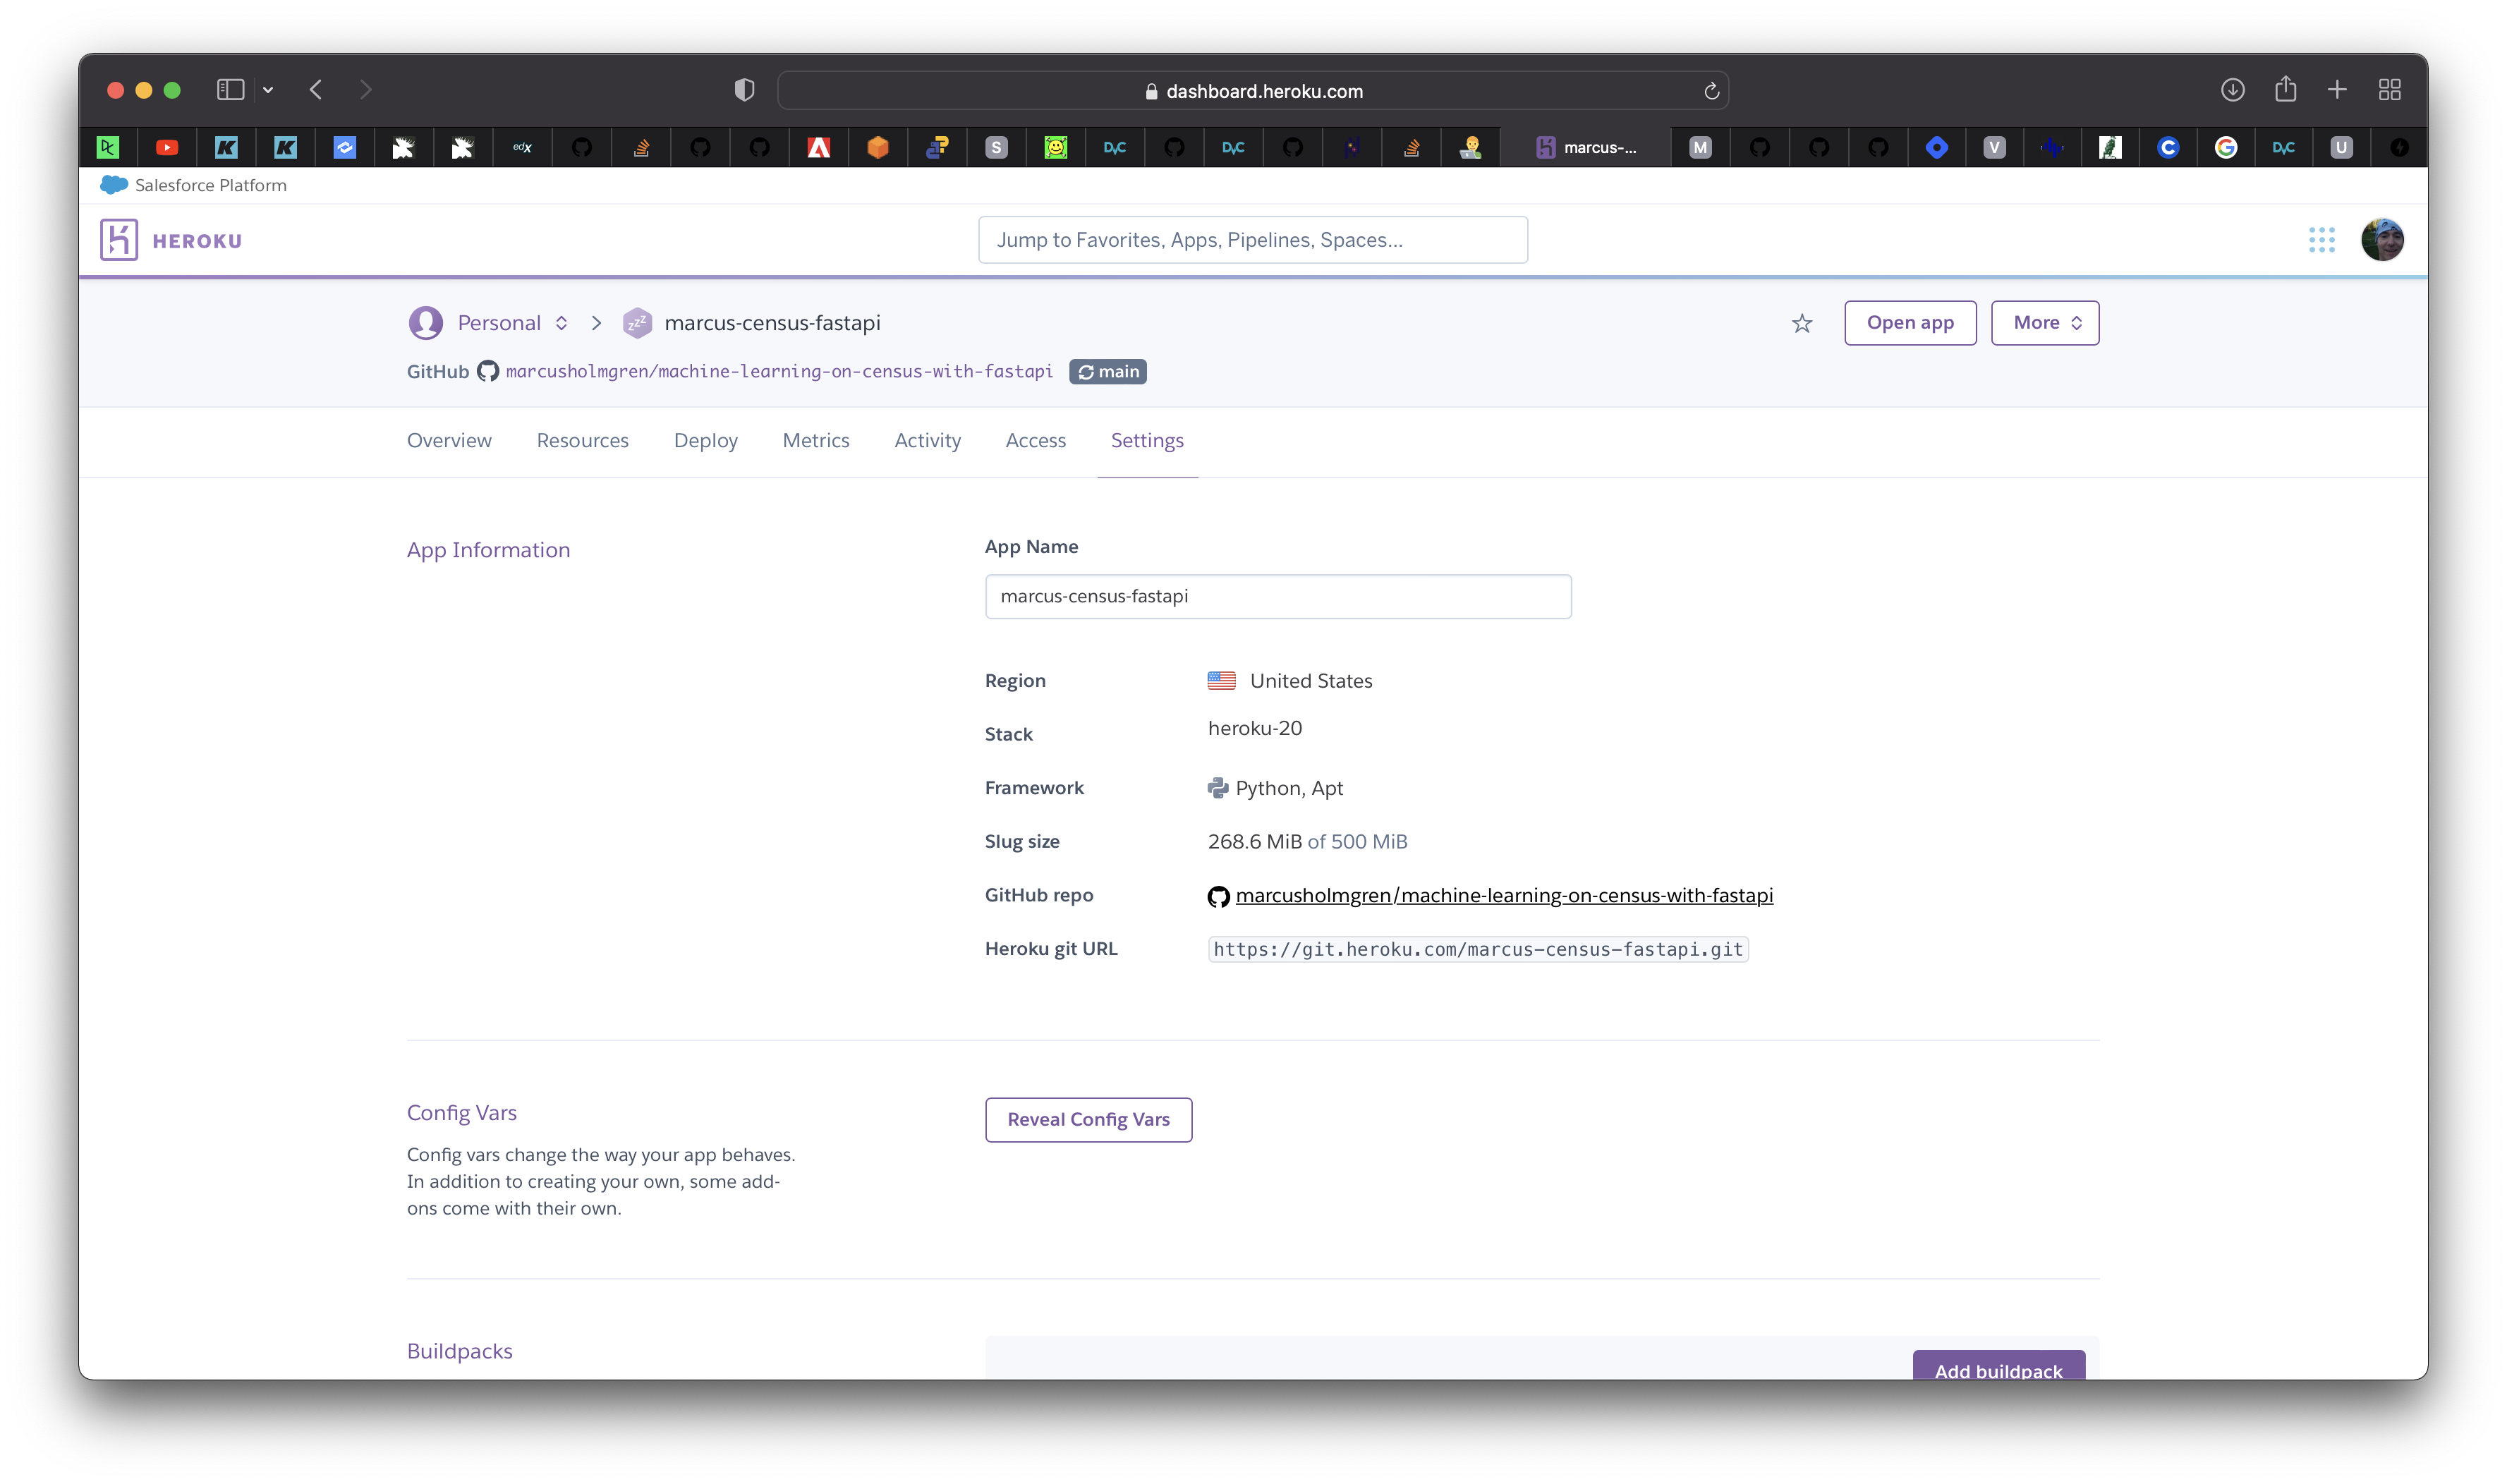 dashboard.heroku.com
edX
S
DVC
DVC
marcus-...
M
V
C
G
DVC
U
Salesforce Platform
HEROKU
Jump to Favorites, Apps, Pipelines, Spaces...
Personal
zzz
marcus-census-fastapi
Open app
More
GitHub marcusholmgren/machine-learning-on-census-with-fastapi main
Overview
Resources
Deploy
Metrics
Activity
Access
Settings
App Information
App Name
marcus-census-fastapi
Region
United States
Stack
heroku-20
Framework
Python, Apt
Slug size
268.6 MiB of 500 MiB
GitHub repo
marcusholmgren/machine-learning-on-census-with-fastapi
Heroku git URL
https://git.heroku.com/marcus-census-fastapi.git
Config Vars
Reveal Config Vars
Config vars change the way your app behaves.
In addition to creating your own, some add-
ons come with their own.
Buildpacks
Add buildpack